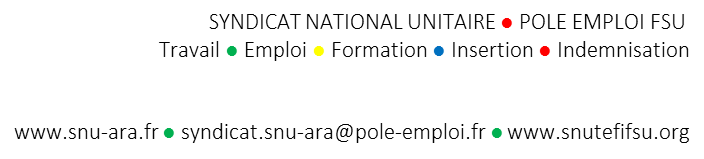 SYNDICAT NATIONAL UNITAIRE ● POLE EMPLOI FSU
Travail ● Emploi ● Formation ● Insertion ● Indemnisation
www.snu-ara.fr ● syndicat.snu-ara@pole-emploi.fr ● www.snutefifsu.org